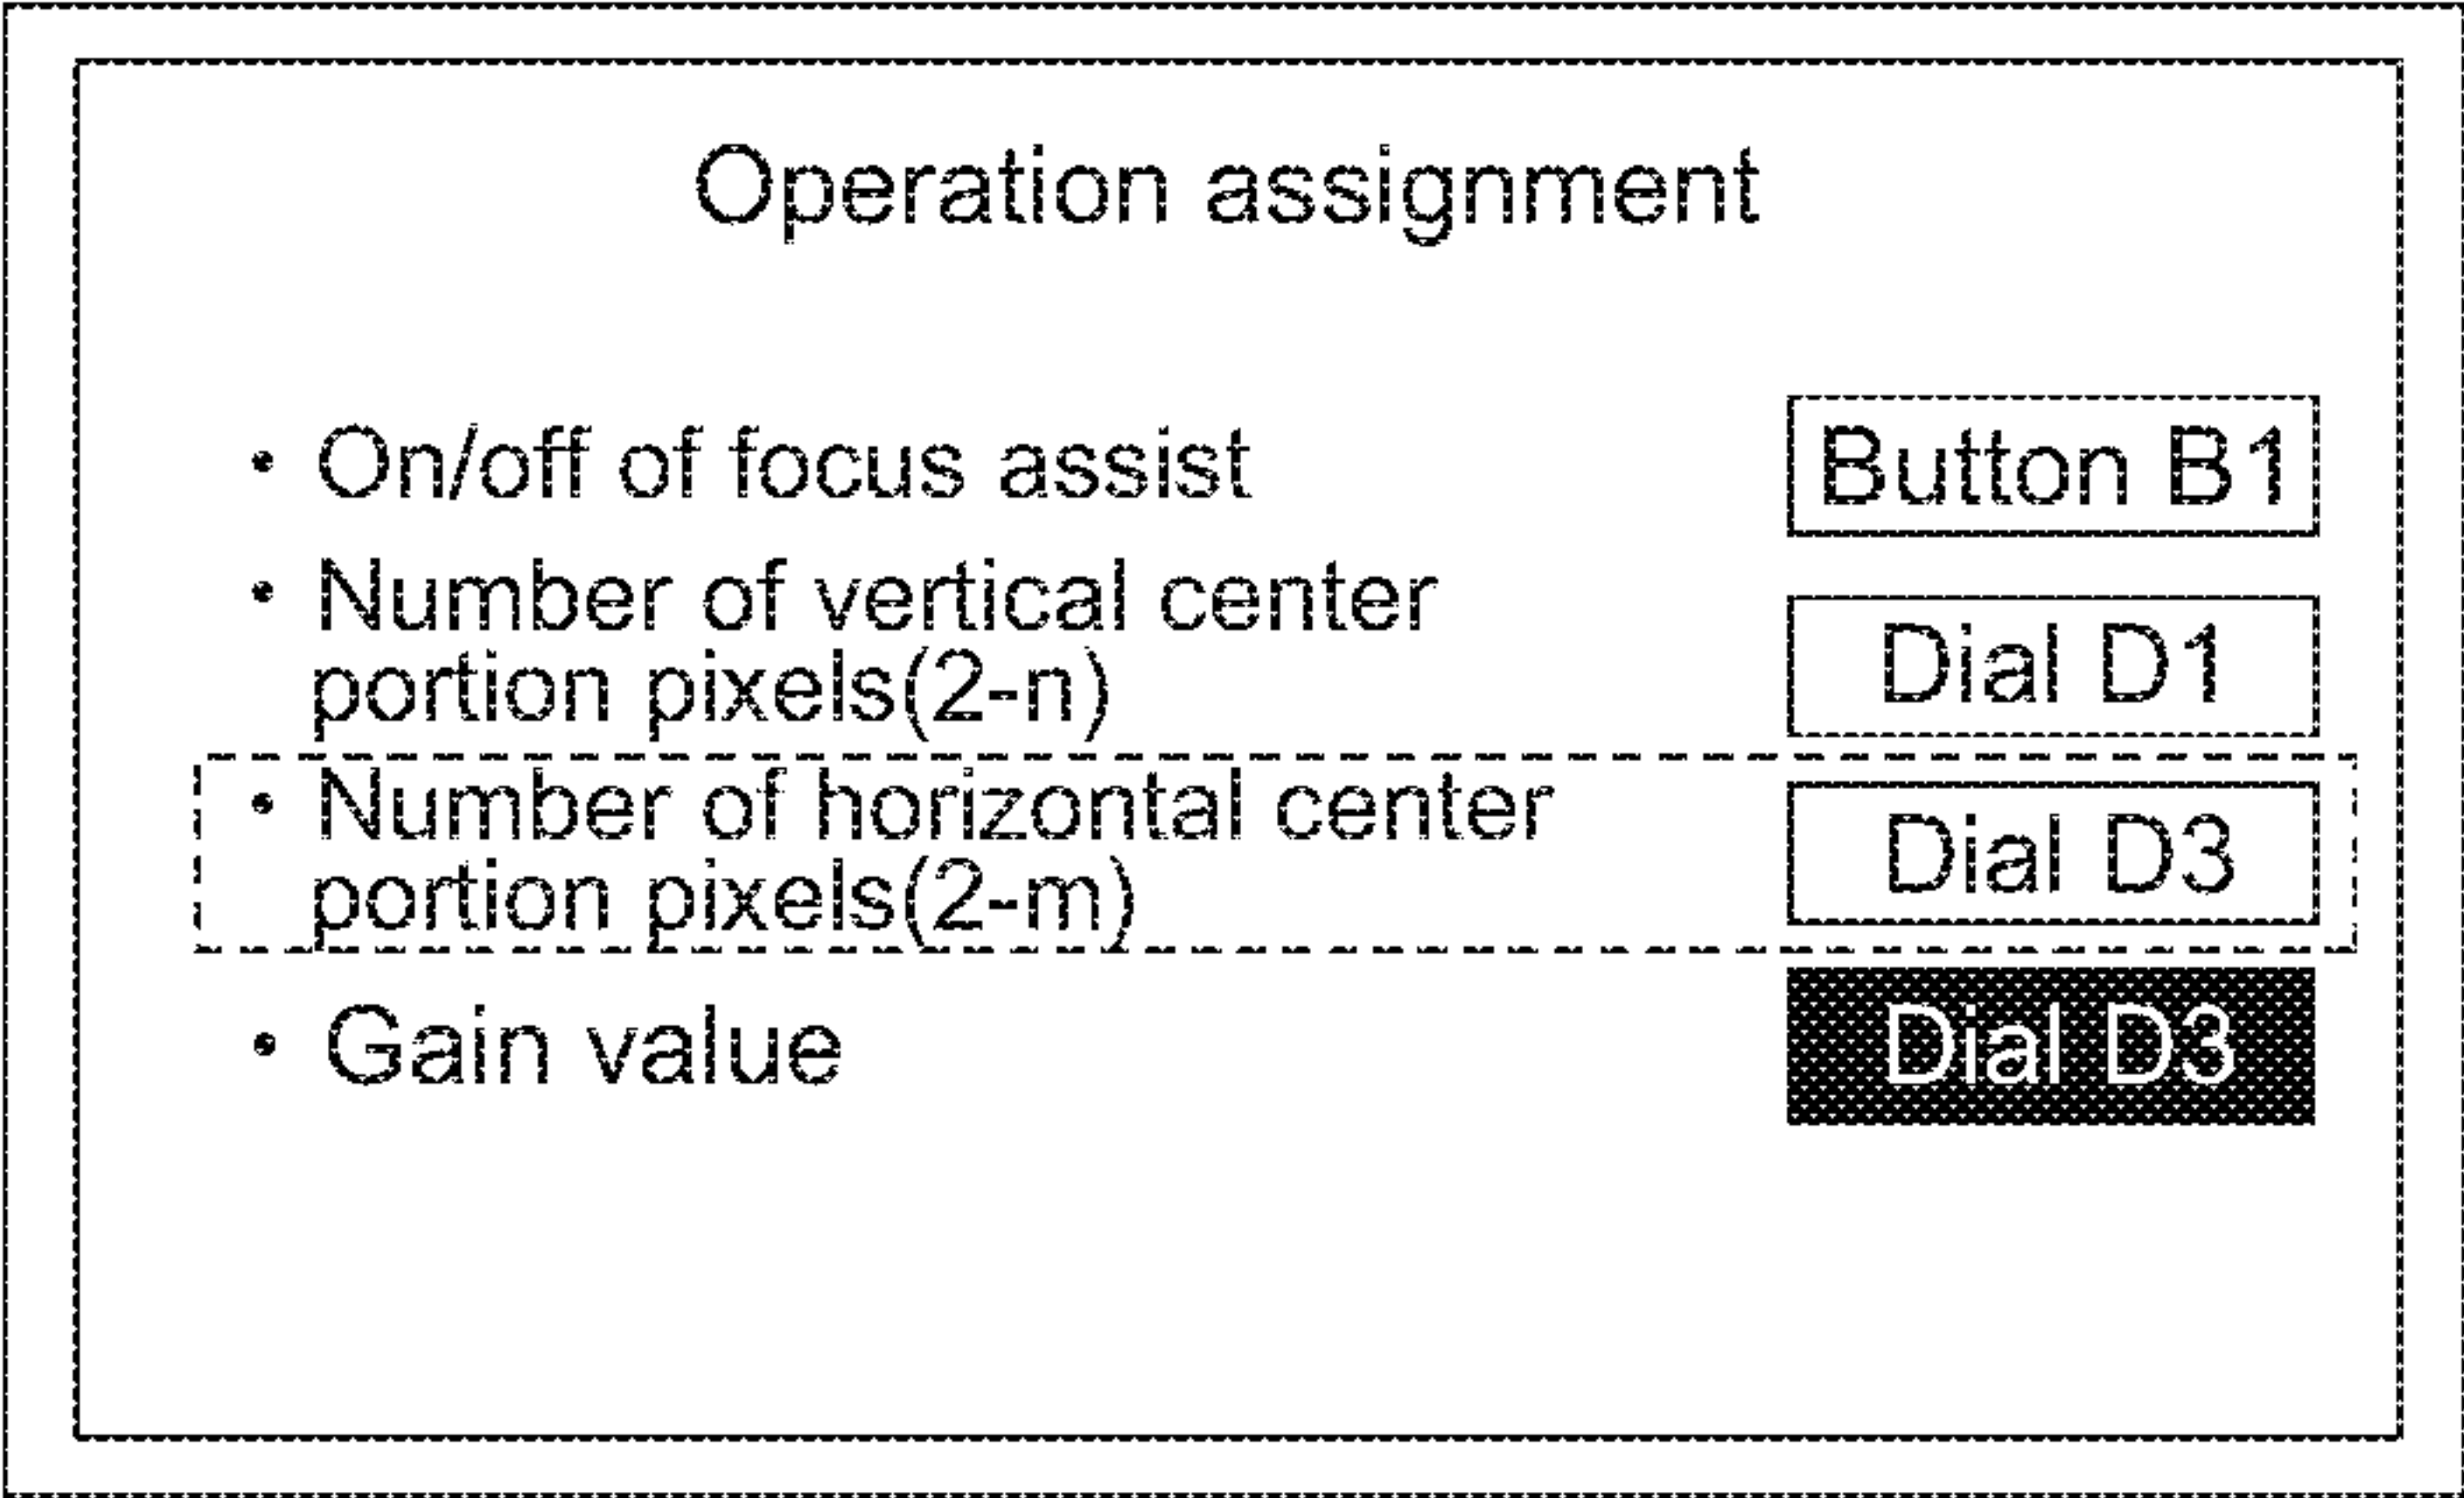 Operation assignment
• On/off of focus assist
Button B1
• Number of vertical center
portion pixels(2-n)
Dial D1
• Number of horizontal center
portion pixels(2-m)
Dial D3
• Gain value
Dial D3